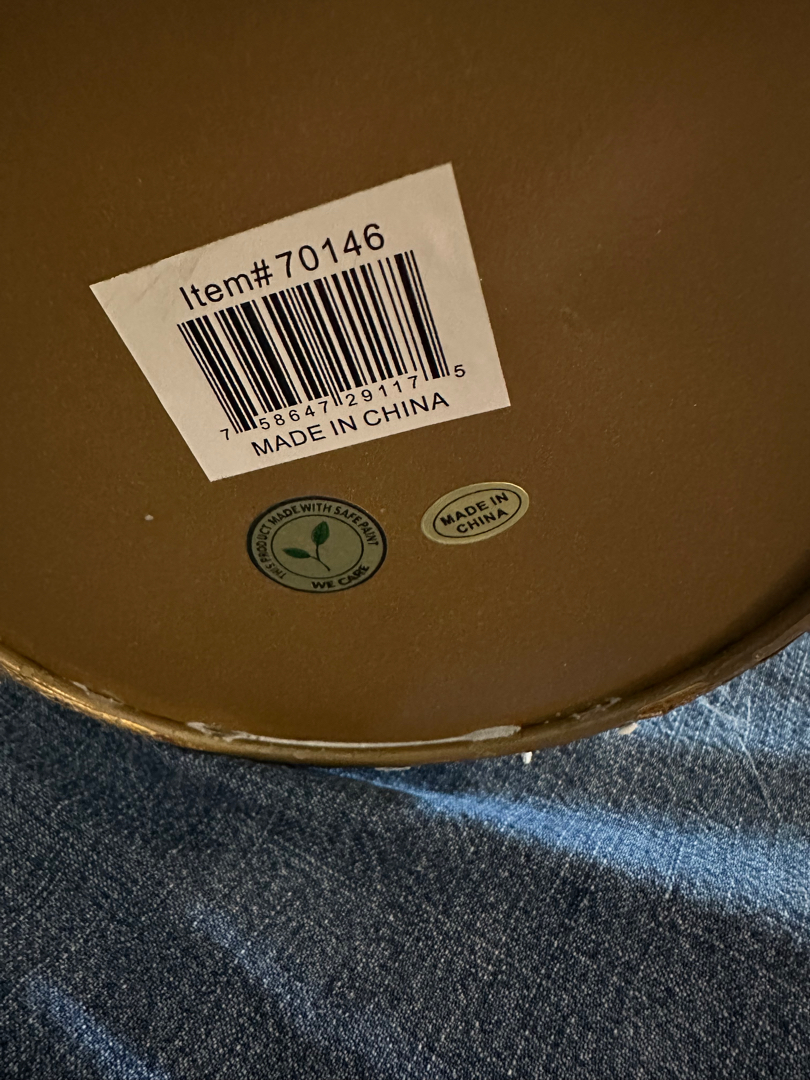 Item# 70146
7 58647 29117 5
MADE IN CHINA
THIS PRODUCT MADE WITH SAFE PAINT
WE CARE
MADE IN
CHINA